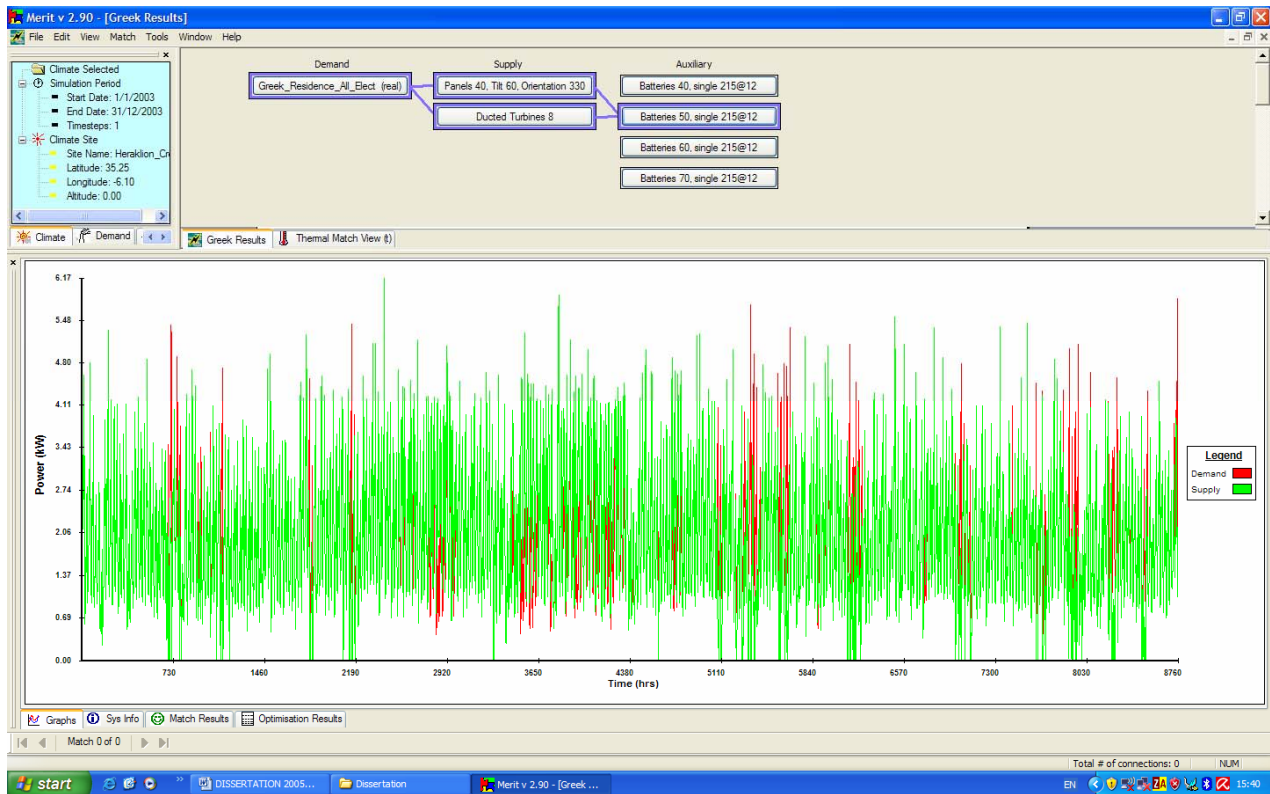 Merit v 2.90 - [Greek Results]
File Edit View Match Tools Window Help
Climate Selected
Simulation Period
Start Date: 1/1/2003
End Date: 31/12/2003
Timesteps: 1
Climate Site
Site Name: Heraklion_Cr
Latitude: 35.25
Longitude: -6.10
Altitude: 0.00
Climate Demand
Demand Supply Auxiliary
Greek_Residence_All_Elect (real) Panels 40, Tilt 60, Orientation 330 Batteries 40, single 215@12
Ducted Turbines 8 Batteries 50, single 215@12
Batteries 60, single 215@12
Batteries 70, single 215@12
Greek Results Thermal Match View (t)
6.17
5.48
4.80
4.11
3.43
2.74
2.06
1.37
0.69
0.00
Power (kW)
730 1460 2190 2920 3650 4380 5110 5840 6570 7300 8030 8760
Time (hrs)
Legend
Demand
Supply
Graphs Sys Info Match Results Optimisation Results
Match 0 of 0
Total # of connections: 0 NUM
start DISSERTATION 2005... Dissertation Merit v 2.90 - [Greek ... EN ZA 15:40